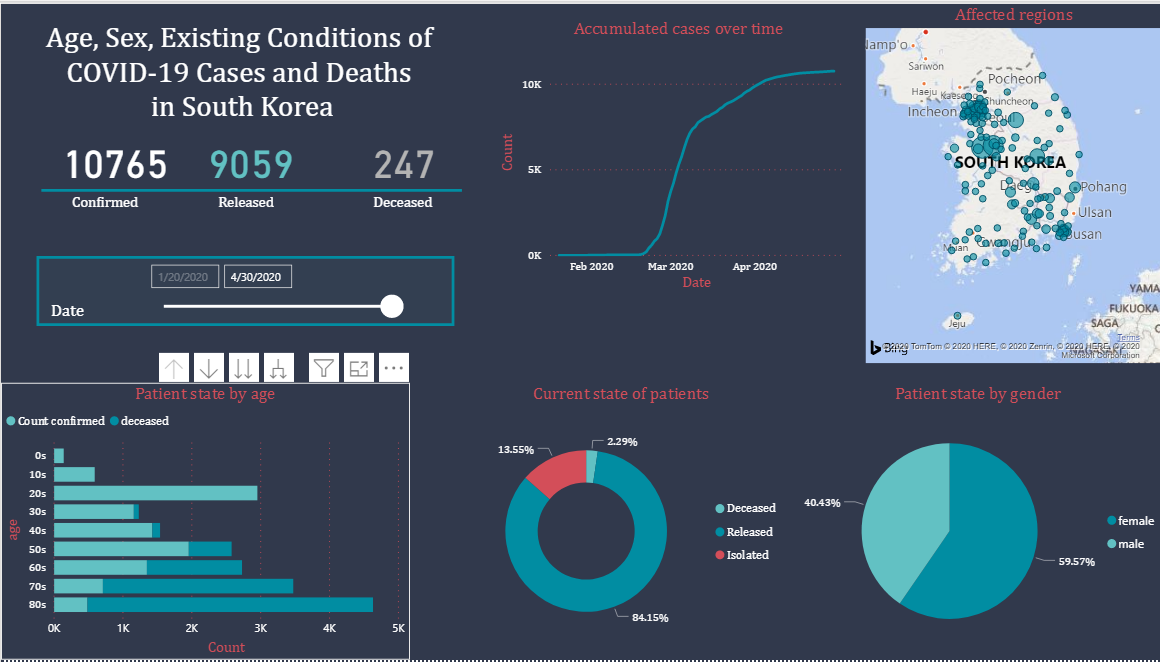 Age, Sex, Existing Conditions of
COVID-19 Cases and Deaths
in South Korea
10765
9059
247
Confirmed
Released
Deceased
1/20/2020
4/30/2020
Date
Accumulated cases over time
Count
10K
5K
0K
Feb 2020
Mar 2020
Apr 2020
Date
Affected regions
Namp'o
Sariwon
Haeju
Kaesong
Pocheon
Chuncheon
Incheon
SOUTH KOREA
Pohang
Ulsan
Busan
Gwangju
Jeju
YAMA
FUKUOKA
SAGA
Terms
Bing
© 2020 TomTom © 2020 HERE, © 2020 Zenrin, © 2020 HERE, © 2020
Microsoft Corporation
Patient state by age
Count confirmed
deceased
age
0s
10s
20s
30s
40s
50s
60s
70s
80s
0K
1K
2K
3K
4K
5K
Count
Current state of patients
13.55%
2.29%
84.15%
Deceased
Released
Isolated
Patient state by gender
40.43%
59.57%
female
male